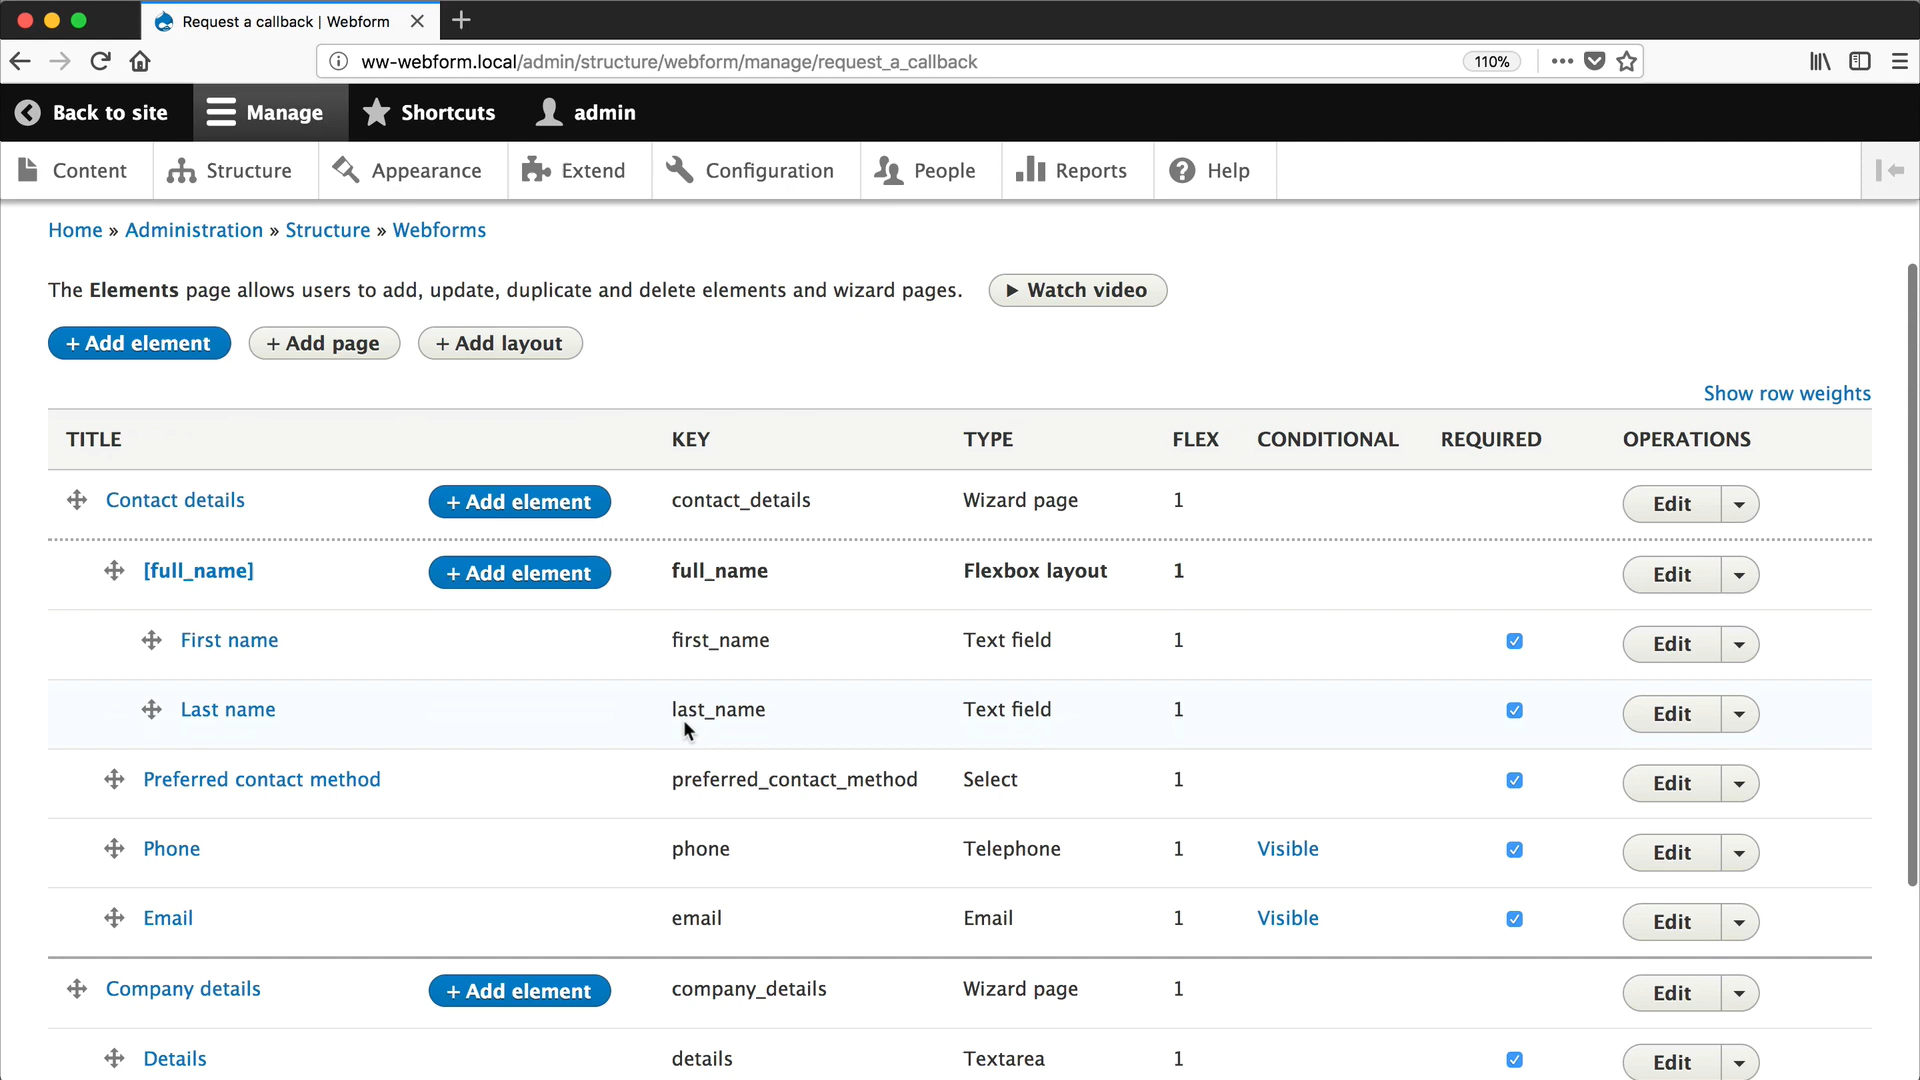 Request a callback | Webform
ww-webform.local/admin/structure/webform/manage/request_a_callback 110%
Back to site Manage Shortcuts admin
Content Structure Appearance Extend Configuration People Reports Help
Home » Administration » Structure » Webforms
The Elements page allows users to add, update, duplicate and delete elements and wizard pages. Watch video
+ Add element + Add page + Add layout
Show row weights
TITLE KEY TYPE FLEX CONDITIONAL REQUIRED OPERATIONS
Contact details + Add element contact_details Wizard page 1 Edit
[full_name] + Add element full_name Flexbox layout 1 Edit
First name first_name Text field 1 Edit
Last name last_name Text field 1 Edit
Preferred contact method preferred_contact_method Select 1 Edit
Phone phone Telephone 1 Visible Edit
Email email Email 1 Visible Edit
Company details + Add element company_details Wizard page 1 Edit
Details details Textarea 1 Edit